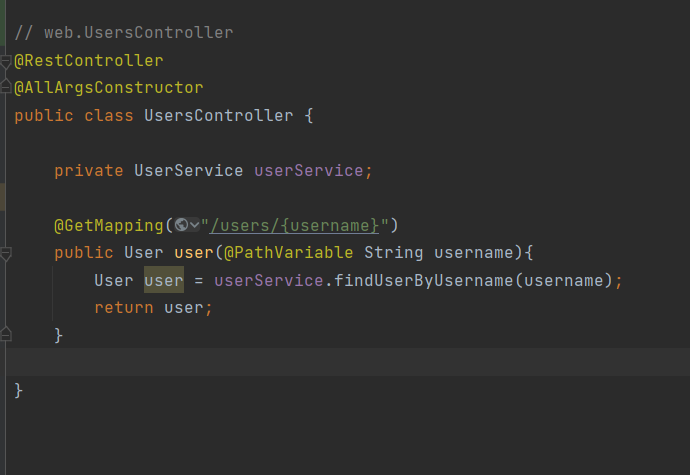 // web.UsersController
@RestController
@AllArgsConstructor
public class UsersController {
private UserService userService;
@GetMapping("/users/{username}")
public User user(@PathVariable String username){
User user = userService.findUserByUsername(username);
return user;
}
}